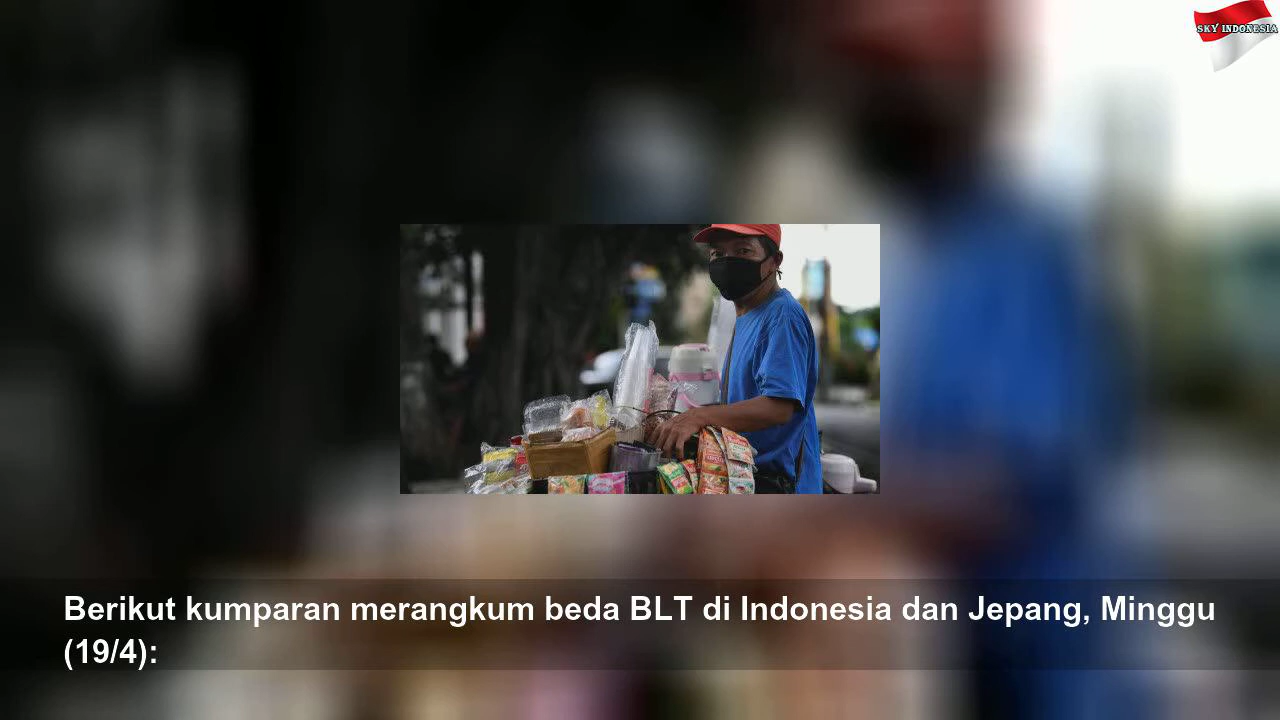 SKY INDONESIA
Berikut kumparan merangkum beda BLT di Indonesia dan Jepang, Minggu
(19/4):